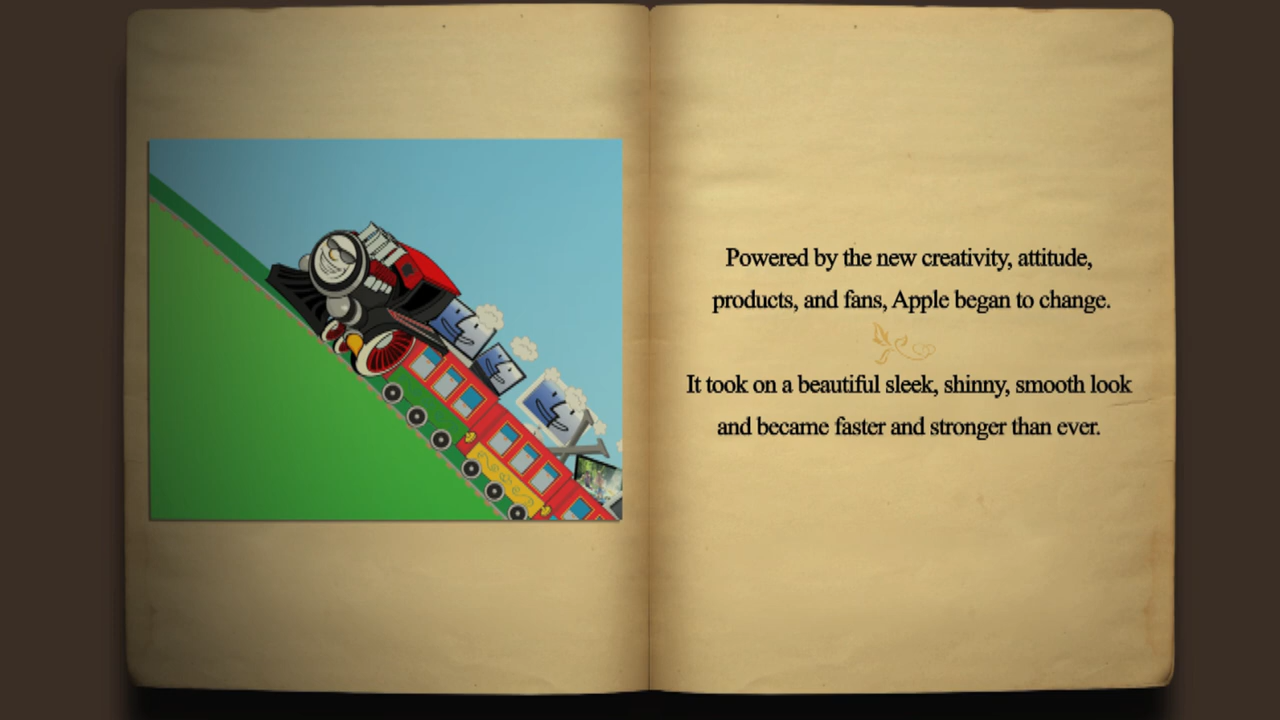 Powered by the new creativity, attitude,
products, and fans, Apple began to change.
It took on a beautiful sleek, shinny, smooth look
and became faster and stronger than ever.